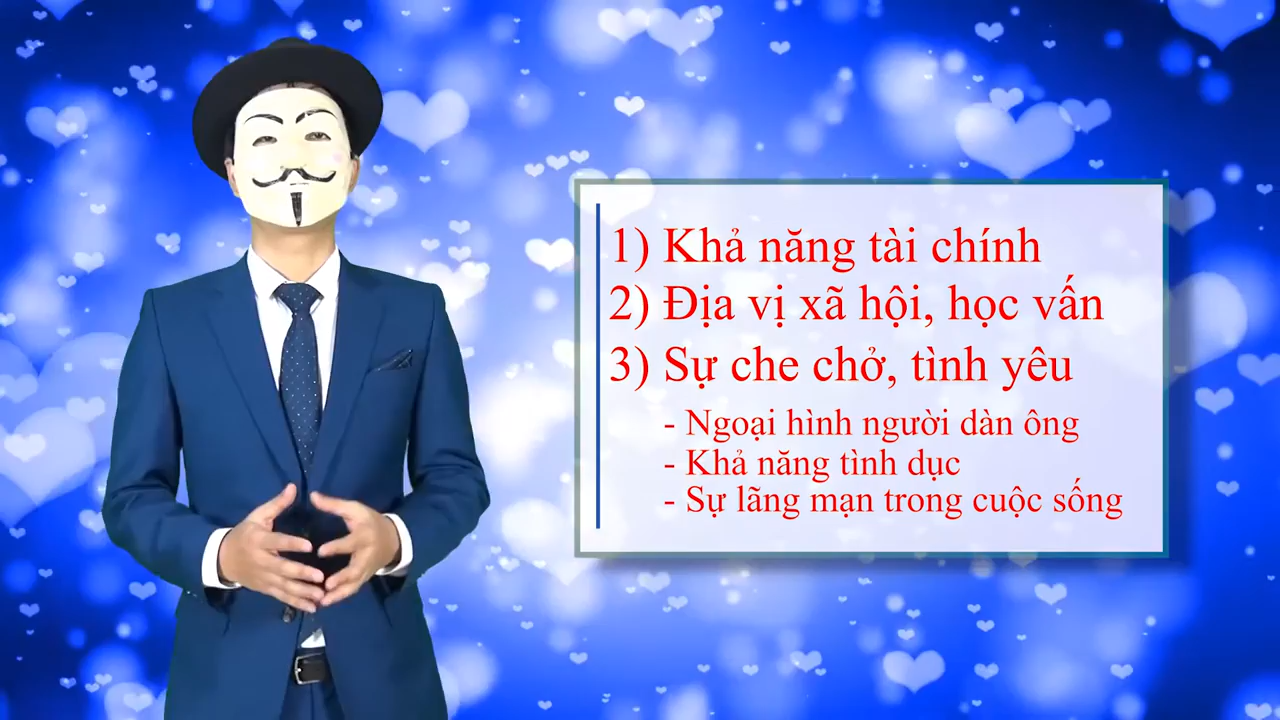 1) Khả năng tài chính
2) Địa vị xã hội, học vấn
3) Sự che chở, tình yêu
- Ngoại hình người dàn ông
- Khả năng tình dục
- Sự lãng mạn trong cuộc sống